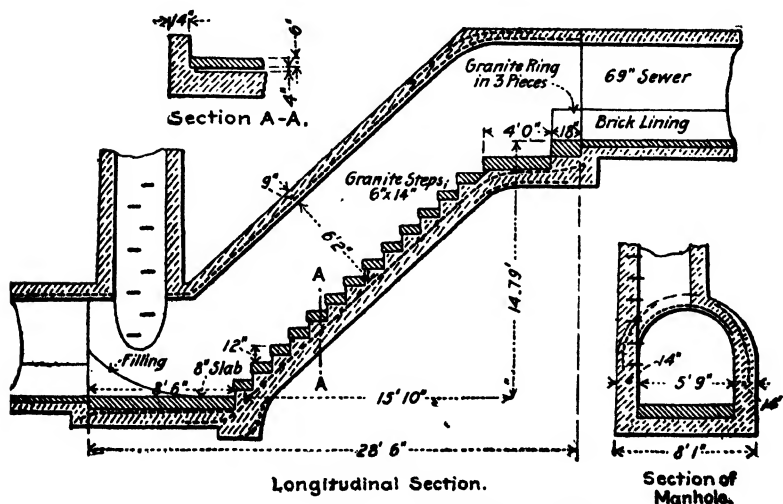 14"
6"
4"
Section A-A.
Granite Ring
in 3 Pieces
69" Sewer
4' 0"
18"
Brick Lining
9"
Granite Steps,
6"x 14"
6' 2"
A
14.79'
12"
Filling
8" Slab
A
8' 6"
15' 10"
28' 6"
Longitudinal Section.
14"
5' 9"
14"
8' 1"
Section of
Manhole.